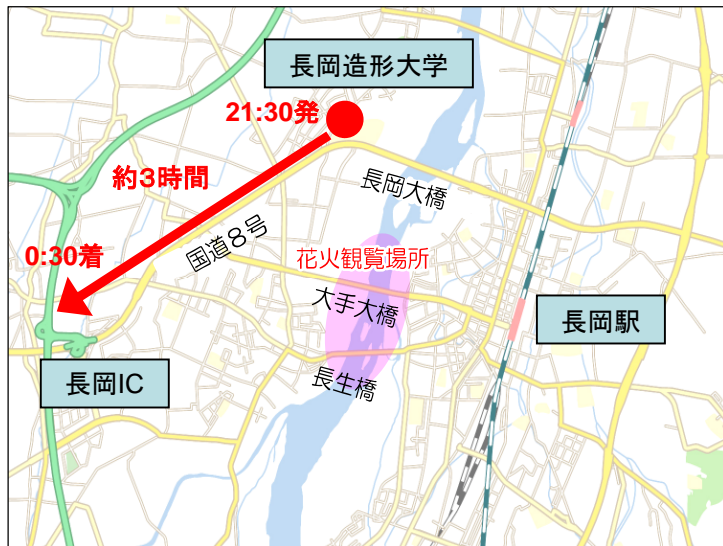 長岡造形大学
21:30発
約3時間
長岡大橋
国道8号
0:30着
花火観覧場所
大手大橋
長岡駅
長岡IC
長生橋